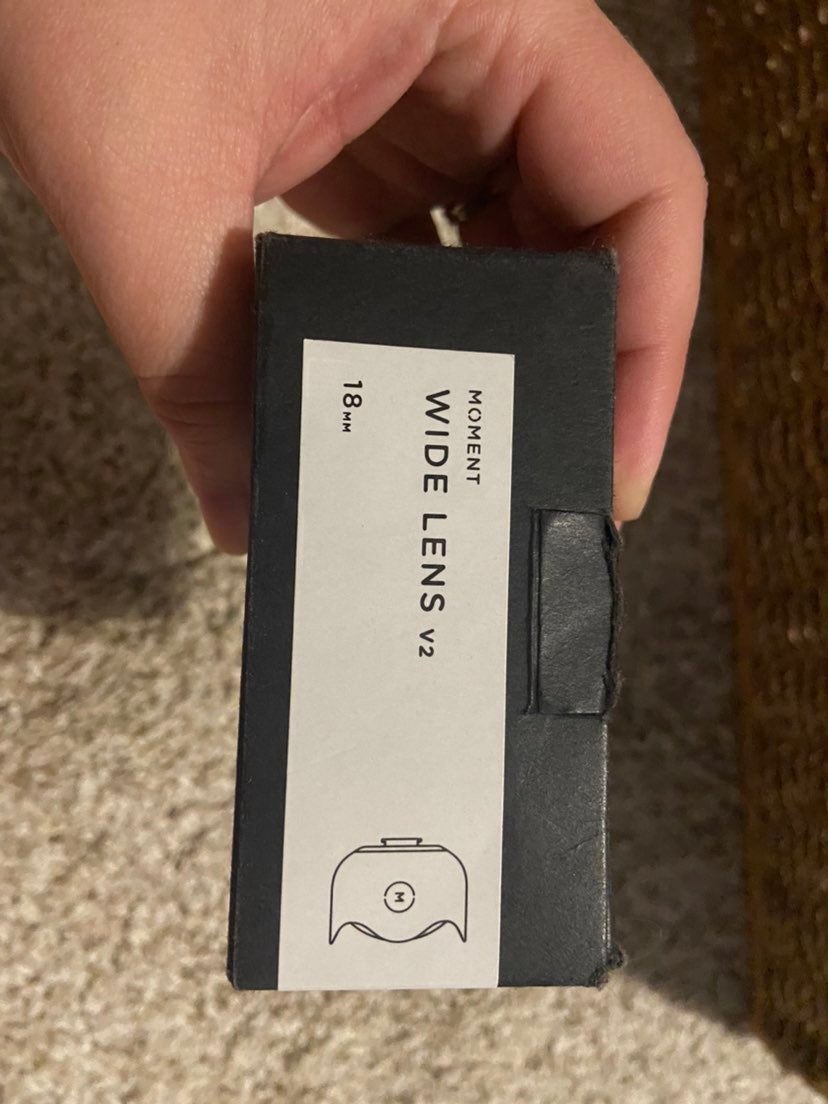 MOMENT
WIDE LENS V2
18MM
M